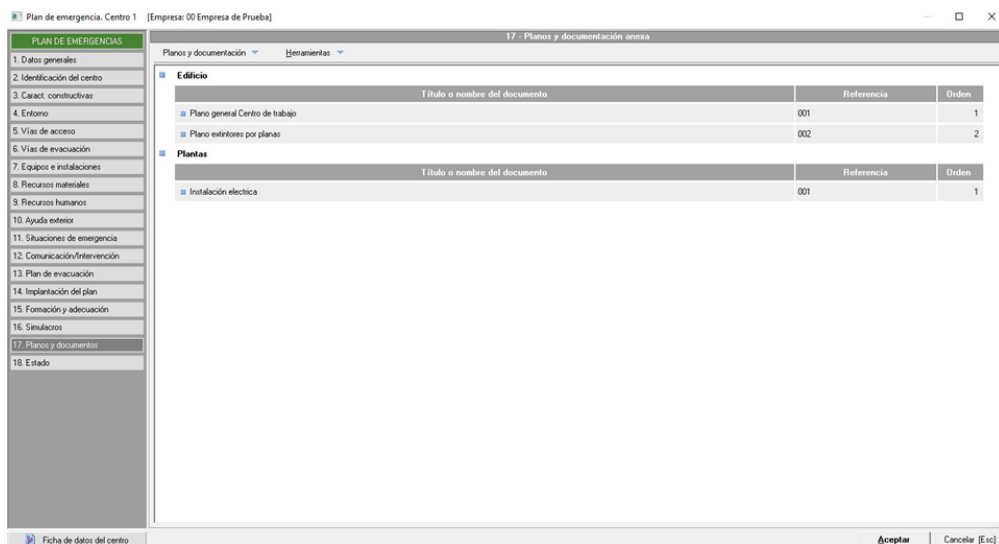 Plan de emergencia. Centro 1 [Empresa: 00 Empresa de Prueba]
PLAN DE EMERGENCIAS
1. Datos generales
2. Identificación del centro
3. Caract. constructivas
4. Entorno
5. Vías de acceso
6. Vías de evacuación
7. Equipos e instalaciones
8. Recursos materiales
9. Recursos humanos
10. Ayuda exterior
11. Situaciones de emergencia
12. Comunicación/Intervención
13. Plan de evacuación
14. Implantación del plan
15. Formación y adecuación
16. Simulacros
17. Planos y documentos
18. Estado
17 - Planos y documentación anexa
Planos y documentación Herramientas
Edificio
Título o nombre del documento Referencia Orden
Plano general Centro de trabajo 001 1
Plano extintores por planas 002 2
Plantas
Título o nombre del documento Referencia Orden
Instalación electrica 001 1
Ficha de datos del centro
Aceptar Cancelar [Esc]